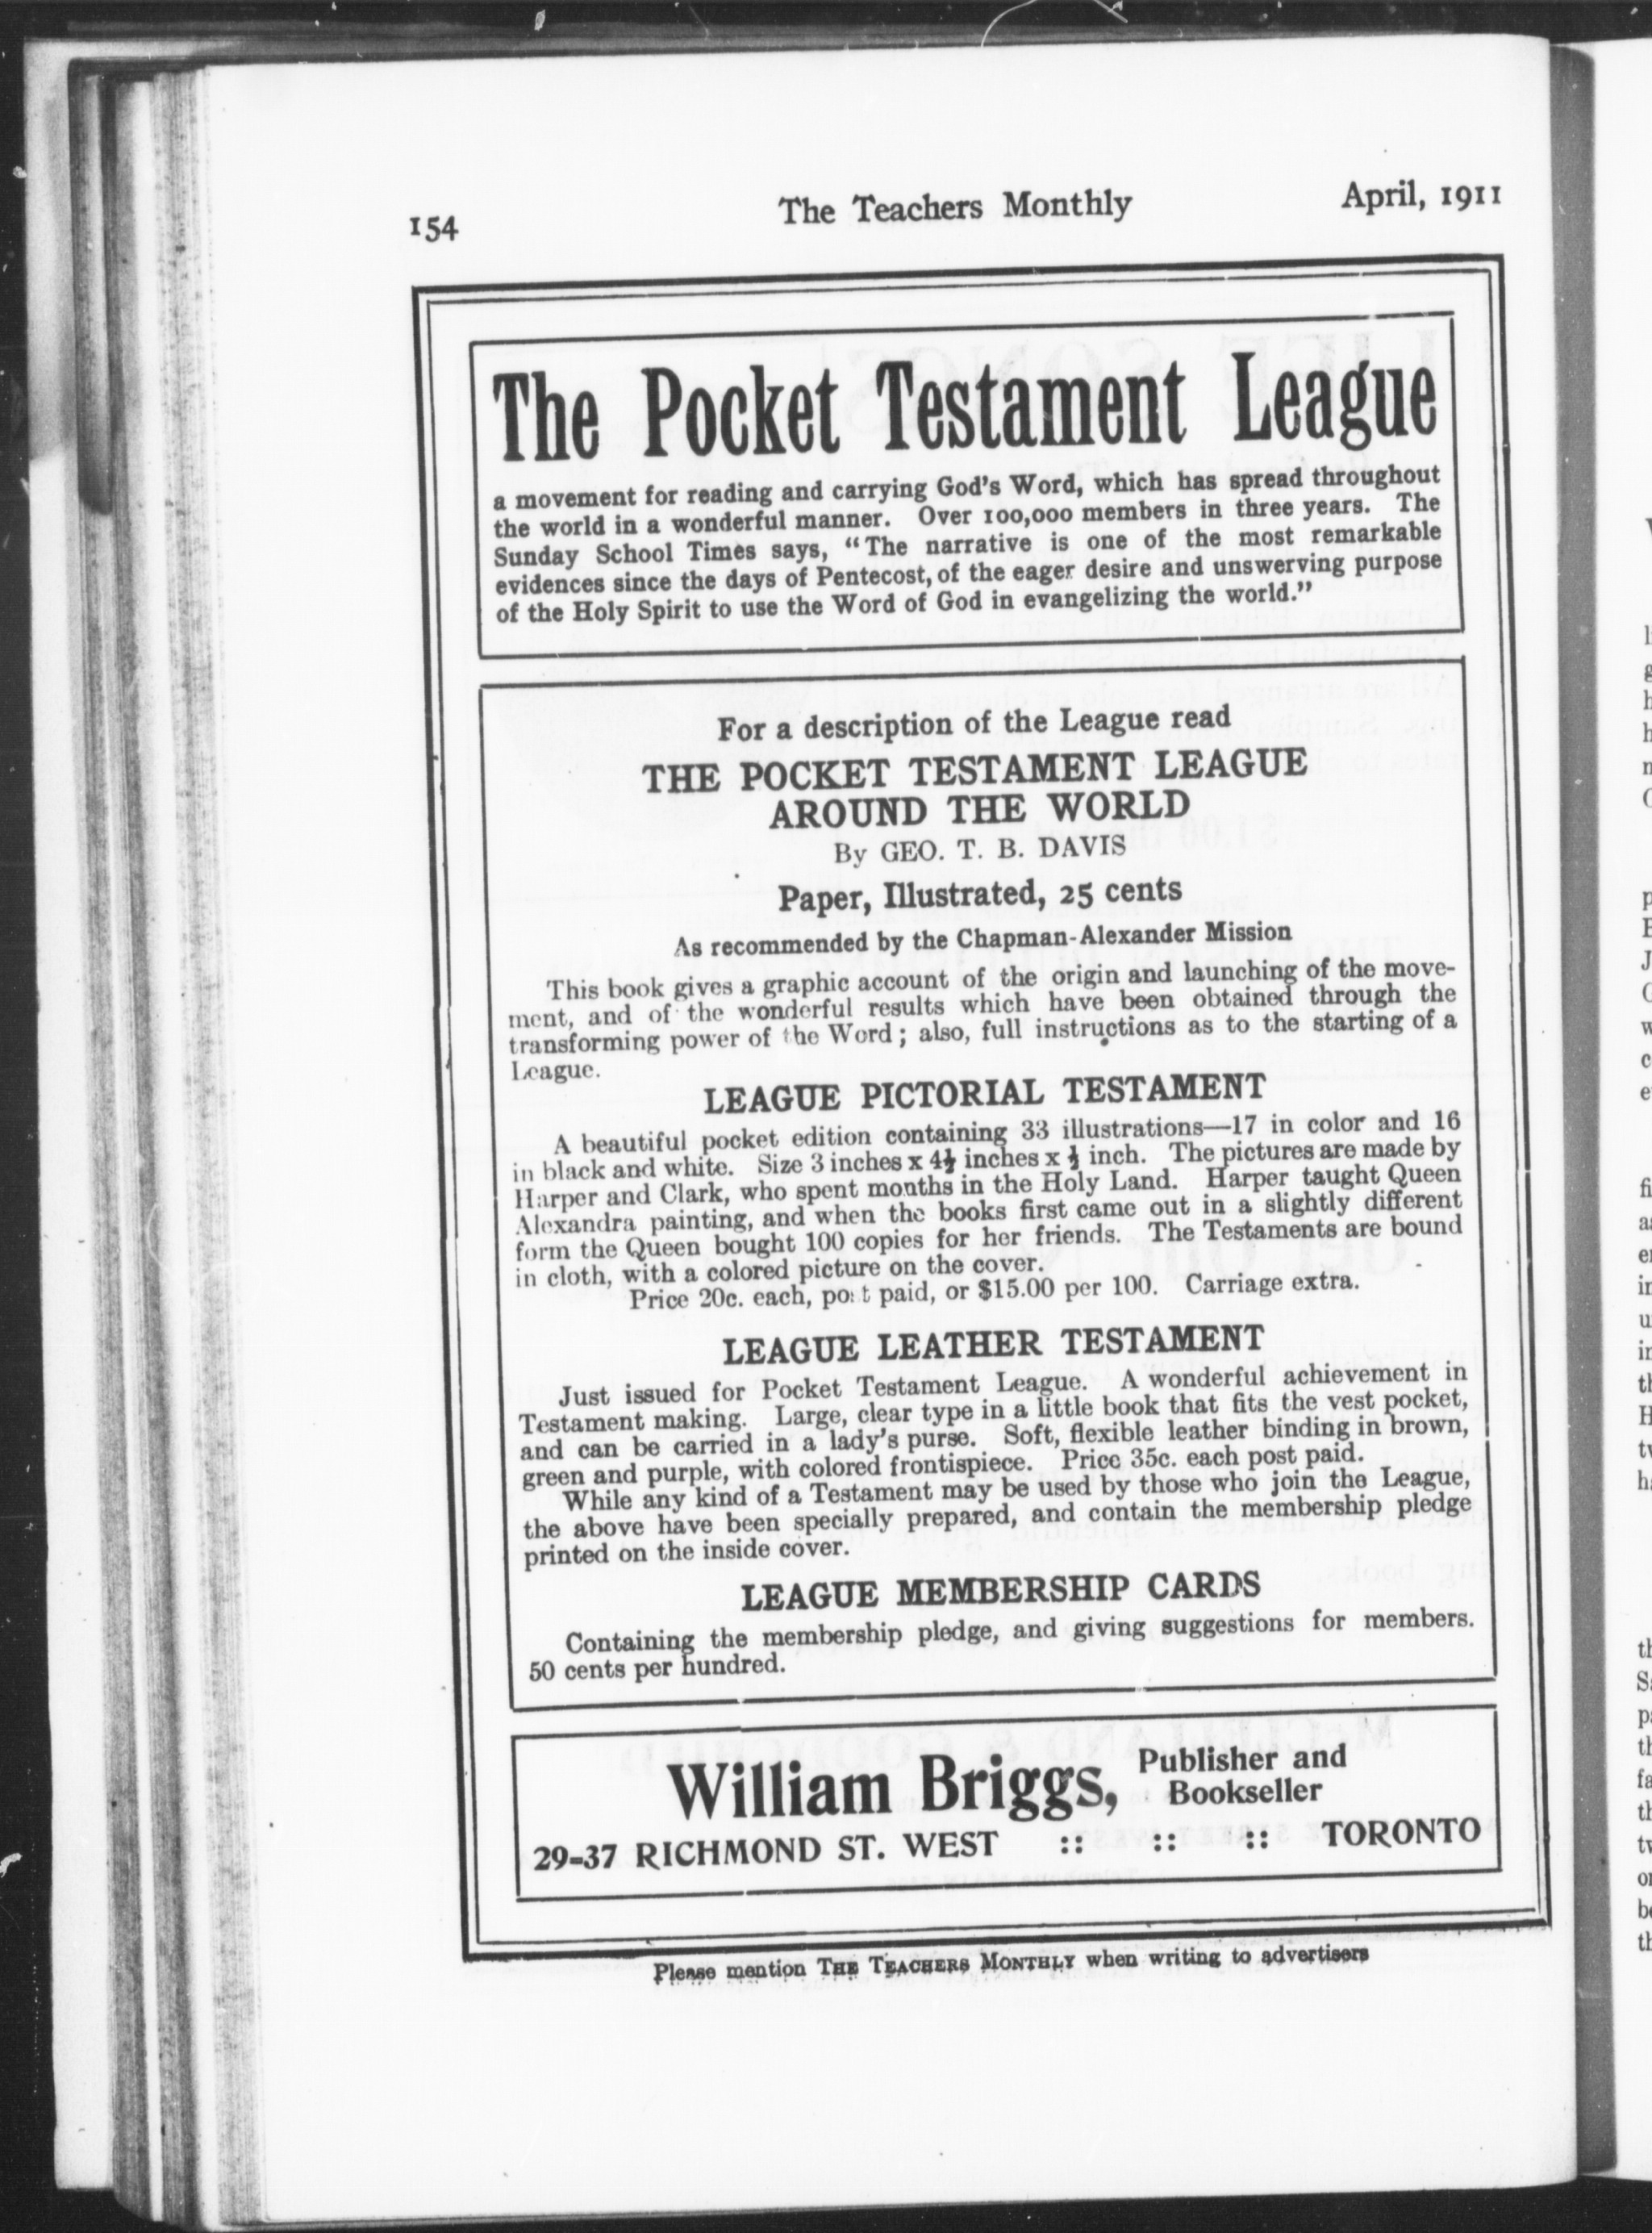 154
The Teachers Monthly
April, 1911
The Pocket Testament League
a movement for reading and carrying God's Word, which has spread throughout
the world in a wonderful manner. Over 100,000 members in three years. The
Sunday School Times says, "The narrative is one of the most remarkable
evidences since the days of Pentecost, of the eager desire and unswerving purpose
of the Holy Spirit to use the Word of God in evangelizing the world."
For a description of the League read
THE POCKET TESTAMENT LEAGUE
AROUND THE WORLD
By GEO. T. B. DAVIS
Paper, Illustrated, 25 cents
As recommended by the Chapman-Alexander Mission
This book gives a graphic account of the origin and launching of the move-
ment, and of the wonderful results which have been obtained through the
transforming power of the Word; also, full instructions as to the starting of a
League.
LEAGUE PICTORIAL TESTAMENT
A beautiful pocket edition containing 33 illustrations—17 in color and 16
in black and white. Size 3 inches x 4½ inches x ½ inch. The pictures are made by
Harper and Clark, who spent months in the Holy Land. Harper taught Queen
Alexandra painting, and when the books first came out in a slightly different
form the Queen bought 100 copies for her friends. The Testaments are bound
in cloth, with a colored picture on the cover.
Price 20c. each, post paid, or $15.00 per 100. Carriage extra.
LEAGUE LEATHER TESTAMENT
Just issued for Pocket Testament League. A wonderful achievement in
Testament making. Large, clear type in a little book that fits the vest pocket,
and can be carried in a lady's purse. Soft, flexible leather binding in brown,
green and purple, with colored frontispiece. Price 35c. each post paid.
While any kind of a Testament may be used by those who join the League,
the above have been specially prepared, and contain the membership pledge
printed on the inside cover.
LEAGUE MEMBERSHIP CARDS
Containing the membership pledge, and giving suggestions for members.
50 cents per hundred.
William Briggs, Publisher and
Bookseller
29-37 RICHMOND ST. WEST :: :: :: TORONTO
Please mention THE TEACHERS MONTHLY when writing to advertisers